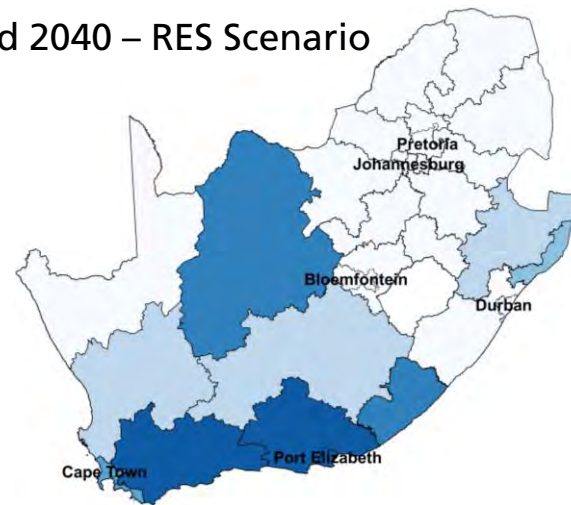 d 2040 – RES Scenario
Pretoria
Johannesburg
Bloemfontein
Durban
Cape Town
Port Elizabeth